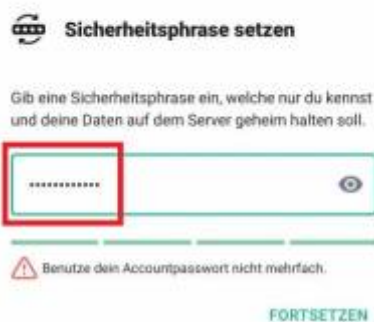 Sicherheitsphrase setzen
Gib eine Sicherheitsphrase ein, welche nur du kennst
und deine Daten auf dem Server geheim halten soll.
••••••••••••
Benutze dein Accountpasswort nicht mehrfach.
FORTSETZEN